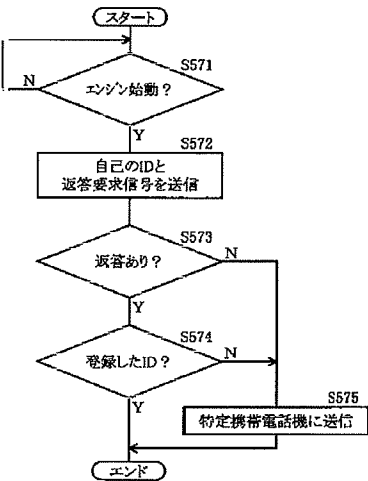 スタート
S571
エンジン始動？
N
Y
S572
自己のIDと
返答要求信号を送信
S573
返答あり？
N
Y
S574
登録したID？
N
Y
S575
特定携帯電話機に送信
エンド